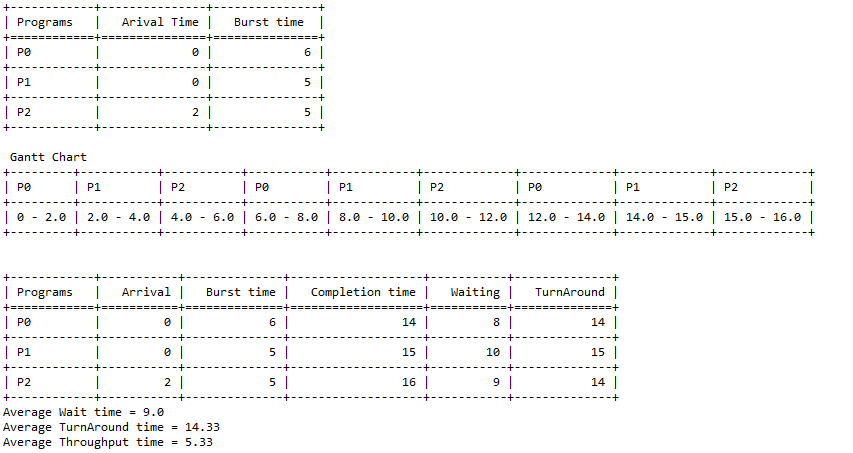 Programs Arival Time Burst time
P0 0 6
P1 0 5
P2 2 5
Gantt Chart
P0 P1 P2 P0 P1 P2 P0 P1 P2
0 - 2.0 2.0 - 4.0 4.0 - 6.0 6.0 - 8.0 8.0 - 10.0 10.0 - 12.0 12.0 - 14.0 14.0 - 15.0 15.0 - 16.0
Programs Arrival Burst time Completion time Waiting TurnAround
P0 0 6 14 8 14
P1 0 5 15 10 15
P2 2 5 16 9 14
Average Wait time = 9.0
Average TurnAround time = 14.33
Average Throughput time = 5.33